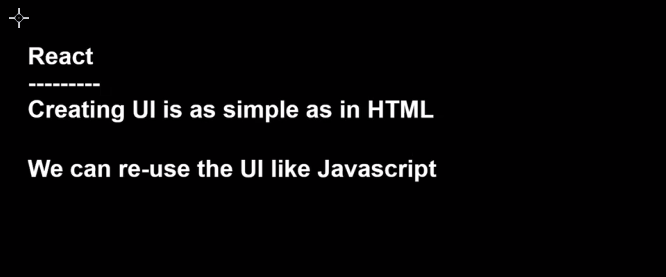 React
---------
Creating UI is as simple as in HTML
We can re-use the UI like Javascript